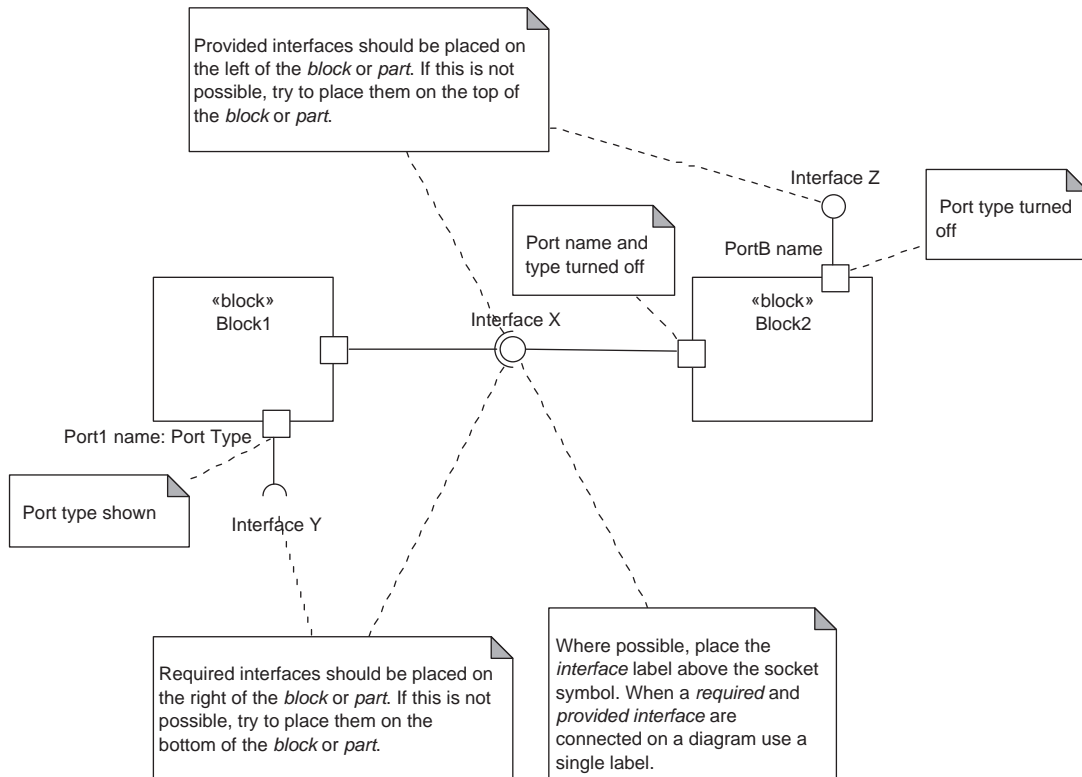 Provided interfaces should be placed on
the left of the block or part. If this is not
possible, try to place them on the top of
the block or part.
Interface Z
Port type turned
off
Port name and
type turned off
PortB name
«block»
Block1
Interface X
«block»
Block2
Port1 name: Port Type
Port type shown
Interface Y
Required interfaces should be placed on
the right of the block or part. If this is not
possible, try to place them on the
bottom of the block or part.
Where possible, place the
interface label above the socket
symbol. When a required and
provided interface are
connected on a diagram use a
single label.